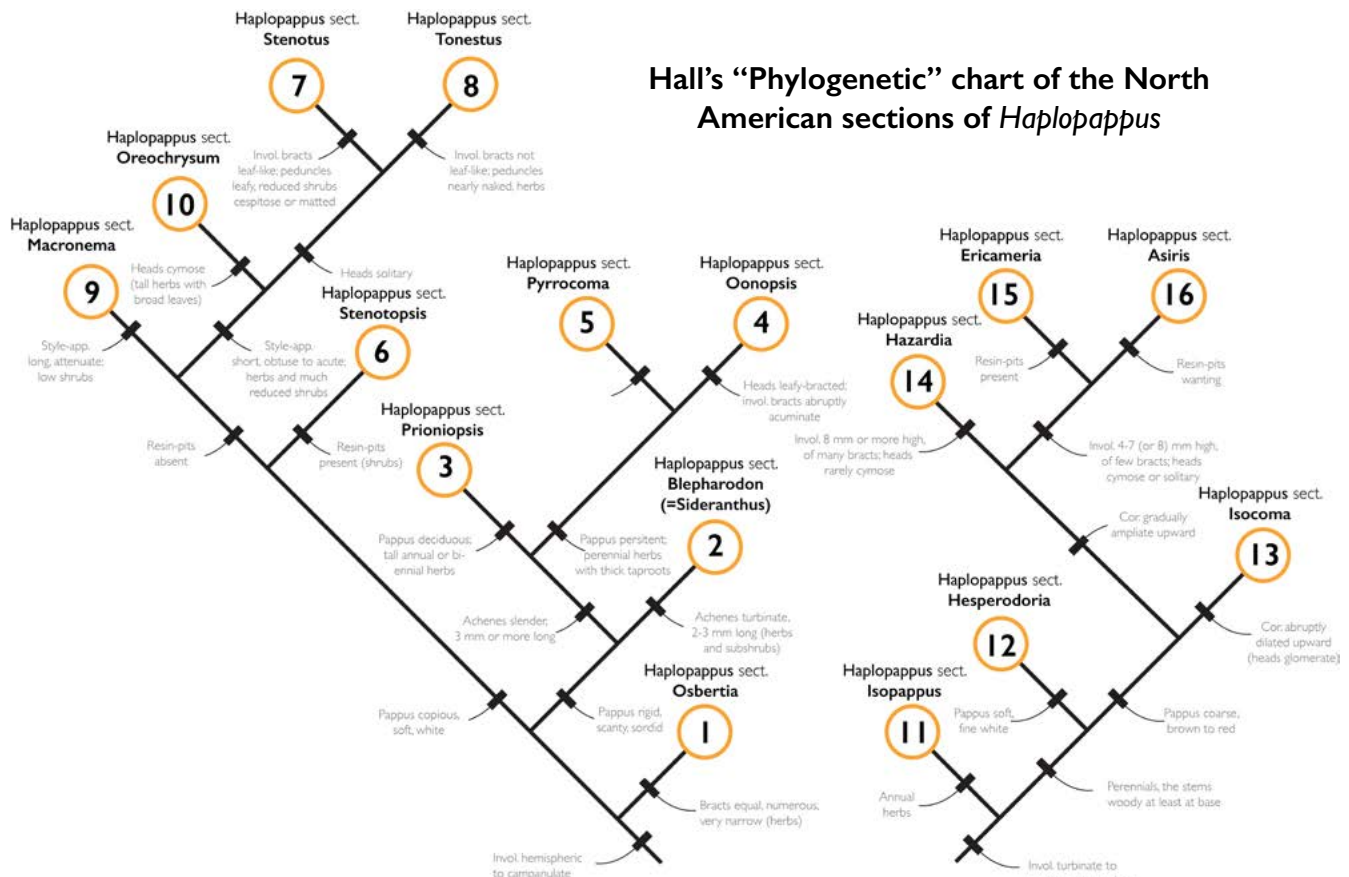 Hall's “Phylogenetic” chart of the North
American sections of Haplopappus
Haplopappus sect.
Stenotus
7
Haplopappus sect.
Tonestus
8
Invol. bracts
leaf-like; peduncles
leafy, reduced shrubs
cespitose or matted
Invol. bracts not
leaf-like; peduncles
nearly naked, herbs
Haplopappus sect.
Oreochrysum
10
Haplopappus sect.
Macronema
9
Heads cymose
(tall herbs with
broad leaves)
Heads solitary
Haplopappus sect.
Stenotopsis
6
Style-app.
long, attenuate;
low shrubs
Style-app.
short, obtuse to acute;
herbs and much
reduced shrubs
Resin-pits
absent
Resin-pits
present (shrubs)
Haplopappus sect.
Pyrrocoma
5
Haplopappus sect.
Oonopsis
4
Heads leafy-bracted;
invol. bracts abruptly
acuminate
Haplopappus sect.
Prioniopsis
3
Haplopappus sect.
Blepharodon
(=Sideranthus)
2
Pappus deciduous;
tall annual or bi-
ennial herbs
Pappus persitent;
perennial herbs
with thick taproots
Achenes slender,
3 mm or more long
Achenes turbinate,
2-3 mm long (herbs
and subshrubs)
Haplopappus sect.
Osbertia
1
Pappus copious,
soft, white
Pappus rigid,
scanty, sordid
Bracts equal, numerous,
very narrow (herbs)
Invol. hemispheric
to campanulate
Haplopappus sect.
Ericameria
15
Haplopappus sect.
Asiris
16
Haplopappus sect.
Hazardia
14
Resin-pits
present
Resin-pits
wanting
Invol. 8 mm or more high,
of many bracts; heads
rarely cymose
Invol. 4-7 (or 8) mm high,
of few bracts; heads
cymose or solitary
Haplopappus sect.
Isocoma
13
Cor. gradually
ampliate upward
Haplopappus sect.
Hesperodoria
12
Cor. abruptly
dilated upward
(heads glomerate)
Haplopappus sect.
Isopappus
11
Pappus soft,
fine white
Pappus coarse,
brown to red
Annual
herbs
Perennials, the stems
woody at least at base
Invol. turbinate to